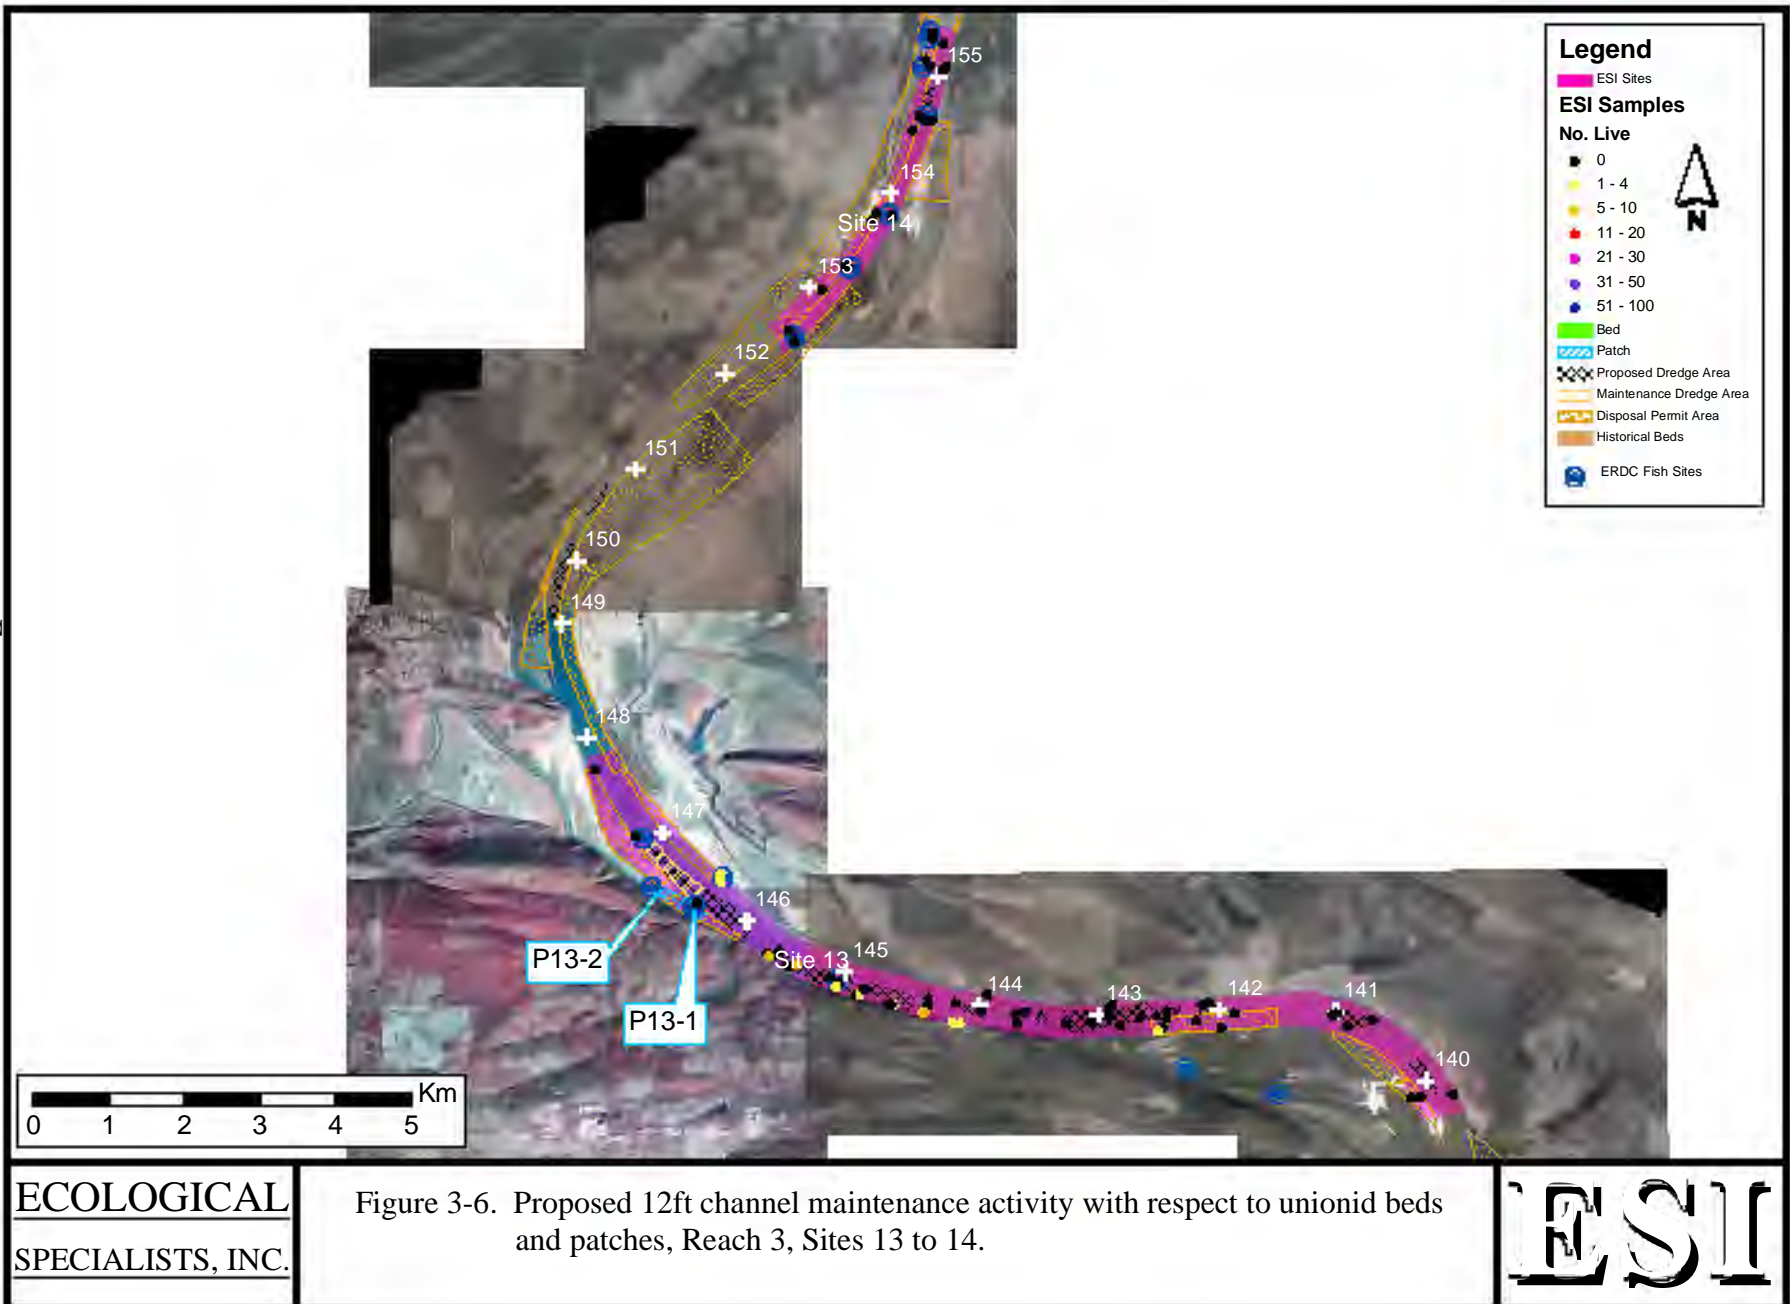 155
154
Site 14
153
152
151
150
149
148
147
146
P13-2
Site 13
145
P13-1
144
143
142
141
140
Legend
ESI Sites
ESI Samples
No. Live
0
1 - 4
5 - 10
11 - 20
21 - 30
31 - 50
51 - 100
Bed
Patch
Proposed Dredge Area
Maintenance Dredge Area
Disposal Permit Area
Historical Beds
ERDC Fish Sites
N
Km
0 1 2 3 4 5
ECOLOGICAL
SPECIALISTS, INC.
Figure 3-6. Proposed 12ft channel maintenance activity with respect to unionid beds
and patches, Reach 3, Sites 13 to 14.
ESI